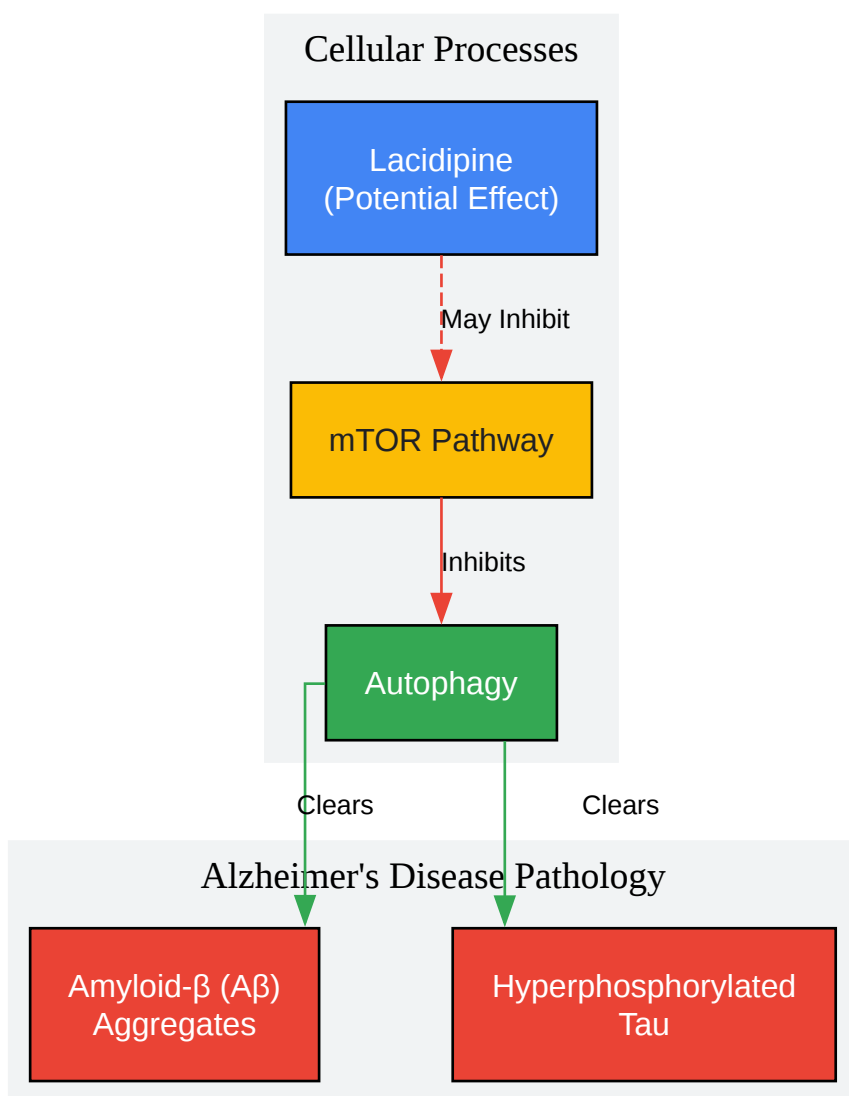 Cellular Processes
Lacidipine
(Potential Effect)
May Inhibit
mTOR Pathway
Inhibits
Autophagy
Clears
Clears
Alzheimer's Disease Pathology
Amyloid-β (Aβ)
Aggregates
Hyperphosphorylated
Tau